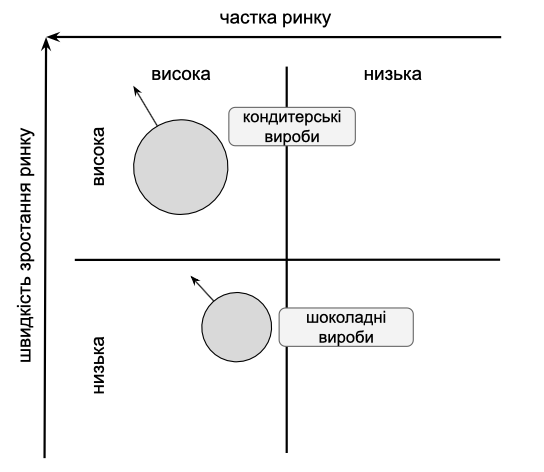 частка ринку
висока
низька
кондитерські
вироби
висока
швидкість зростання ринку
шоколадні
вироби
низька